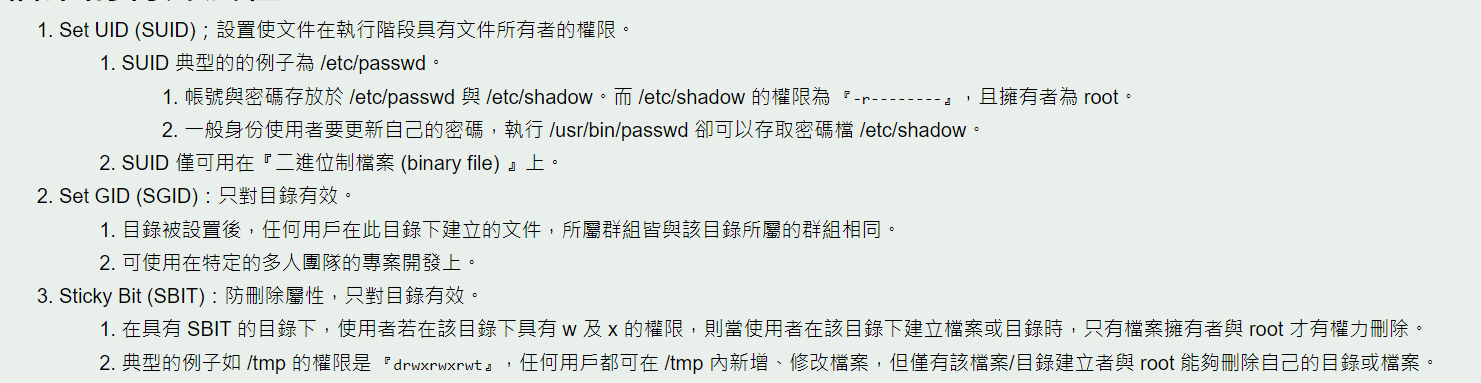 1. Set UID (SUID)；設置使文件在執行階段具有文件所有者的權限。
1. SUID 典型的的例子為 /etc/passwd。
1. 帳號與密碼存放於 /etc/passwd 與 /etc/shadow。而 /etc/shadow 的權限為『-r--------』，且擁有者為 root。
2. 一般身份使用者要更新自己的密碼，執行 /usr/bin/passwd 卻可以存取密碼檔 /etc/shadow。
2. SUID 僅可用在『二進位制檔案 (binary file) 』上。
2. Set GID (SGID)：只對目錄有效。
1. 目錄被設置後，任何用戶在此目錄下建立的文件，所屬群組皆與該目錄所屬的群組相同。
2. 可使用在特定的多人團隊的專案開發上。
3. Sticky Bit (SBIT)：防刪除屬性，只對目錄有效。
1. 在具有 SBIT 的目錄下，使用者若在該目錄下具有 w 及 x 的權限，則當使用者在該目錄下建立檔案或目錄時，只有檔案擁有者與 root 才有權力刪除。
2. 典型的例子如 /tmp 的權限是『drwxrwxrwt』，任何用戶都可在 /tmp 內新增、修改檔案，但僅有該檔案/目錄建立者與 root 能夠刪除自己的目錄或檔案。